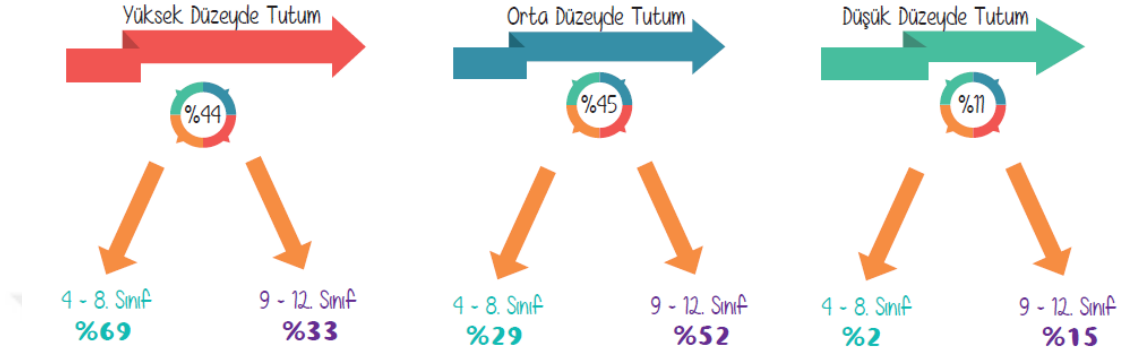 Yüksek Düzeyde Tutum
%44
4 - 8. Sınıf
%69
9 - 12. Sınıf
%33
Orta Düzeyde Tutum
%45
4 - 8. Sınıf
%29
9 - 12. Sınıf
%52
Düşük Düzeyde Tutum
%11
4 - 8. Sınıf
%2
9 - 12. Sınıf
%15